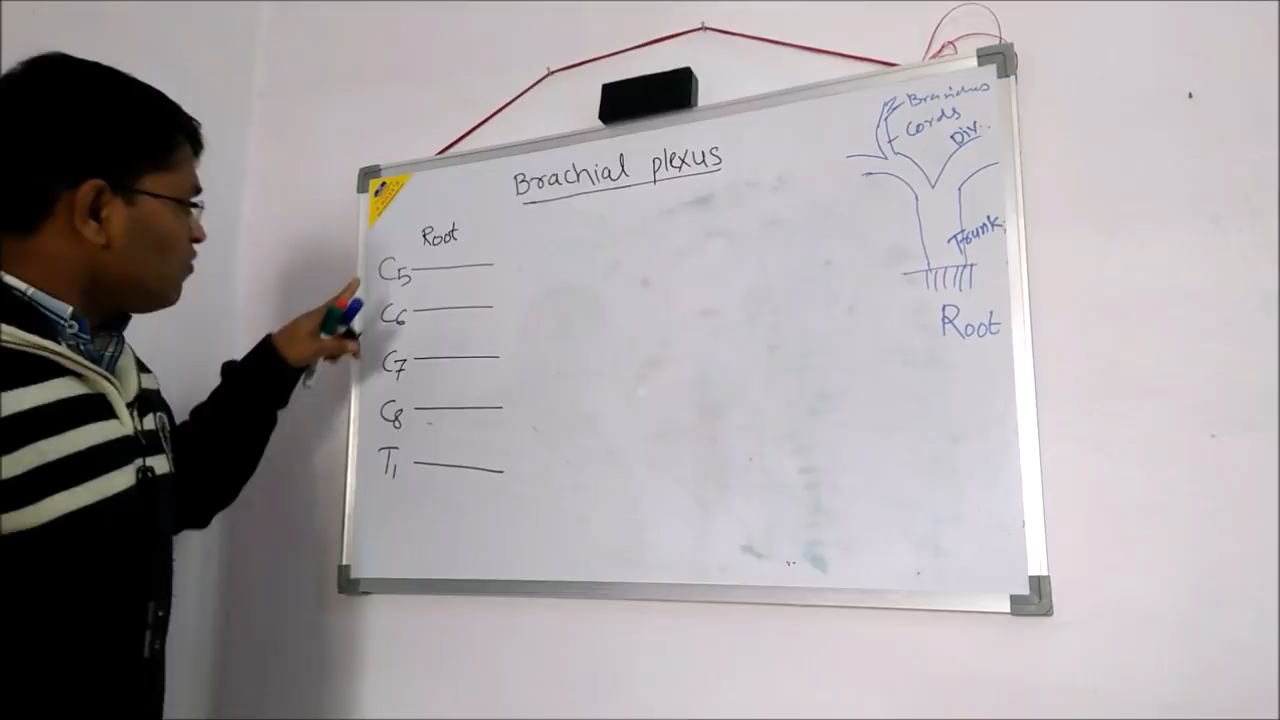 Brachial plexus
Root
C5
C6
C7
C8
T1
Branches
Cords
Div..
Trunk
Root